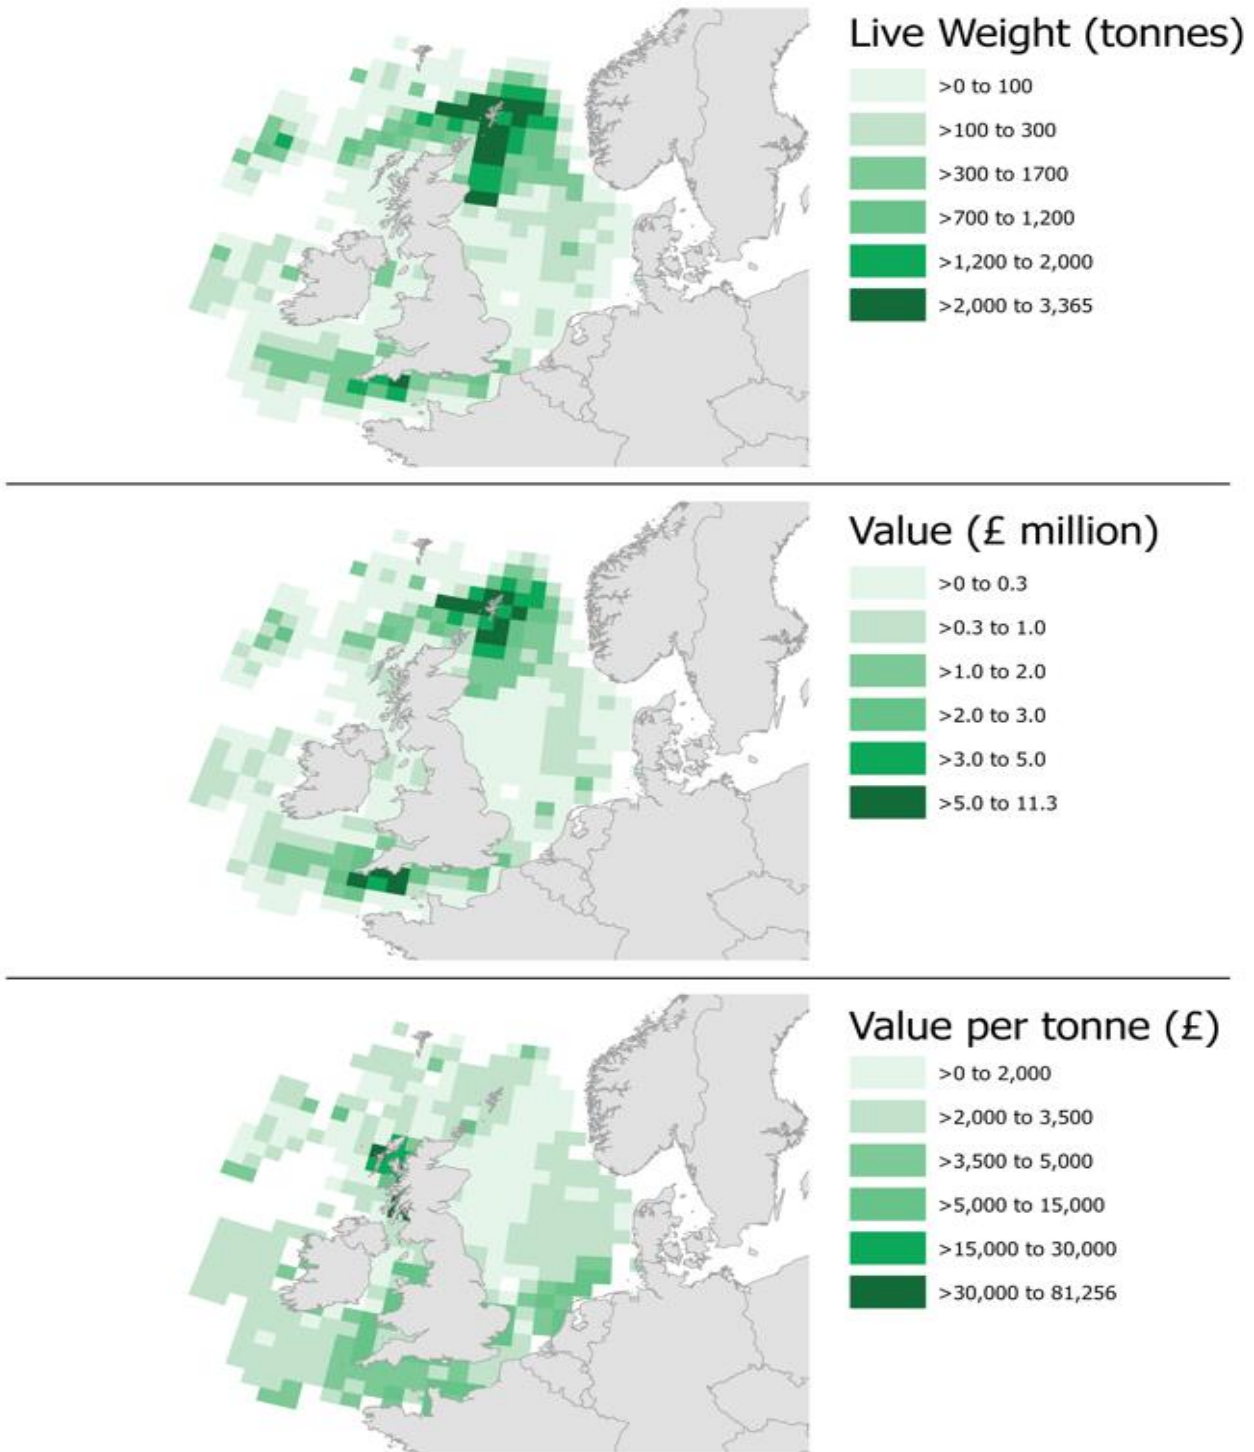 Live Weight (tonnes)
>0 to 100
>100 to 300
>300 to 1700
>700 to 1,200
>1,200 to 2,000
>2,000 to 3,365
Value (£ million)
>0 to 0.3
>0.3 to 1.0
>1.0 to 2.0
>2.0 to 3.0
>3.0 to 5.0
>5.0 to 11.3
Value per tonne (£)
>0 to 2,000
>2,000 to 3,500
>3,500 to 5,000
>5,000 to 15,000
>15,000 to 30,000
>30,000 to 81,256